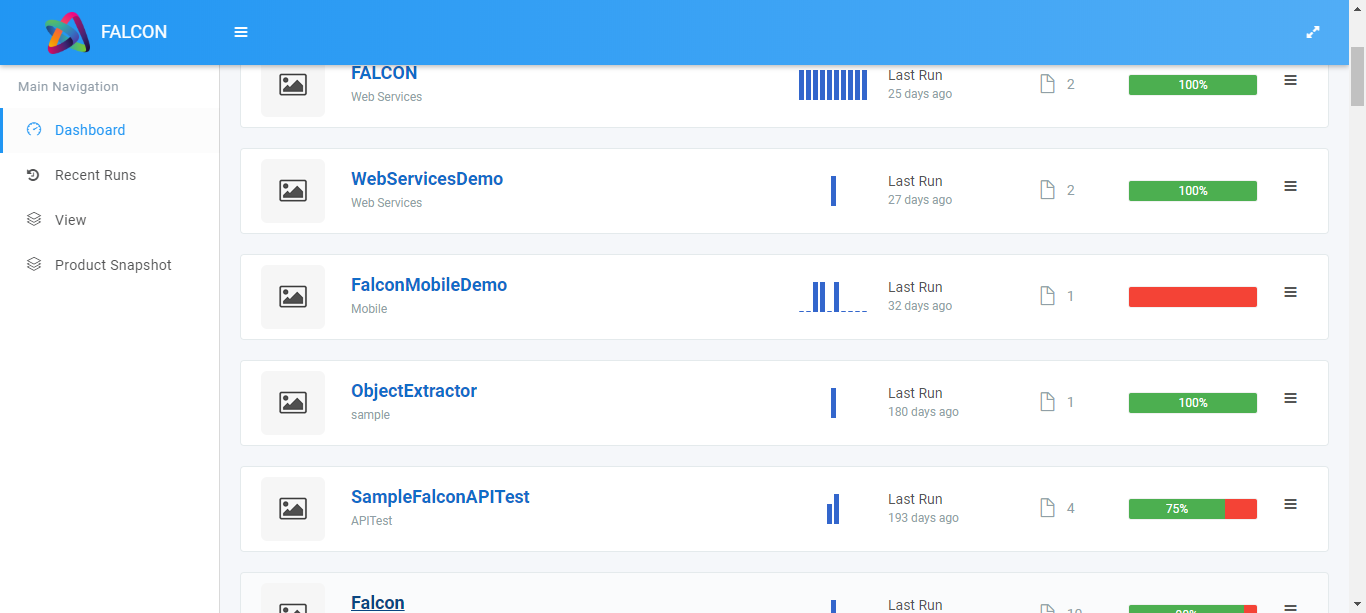 FALCON
Main Navigation
Dashboard
Recent Runs
View
Product Snapshot
FALCON
Web Services
Last Run
25 days ago
2
100%
WebServicesDemo
Web Services
Last Run
27 days ago
2
100%
FalconMobileDemo
Mobile
Last Run
32 days ago
1
ObjectExtractor
sample
Last Run
180 days ago
1
100%
SampleFalconAPITest
APITest
Last Run
193 days ago
4
75%
Falcon
Last Run